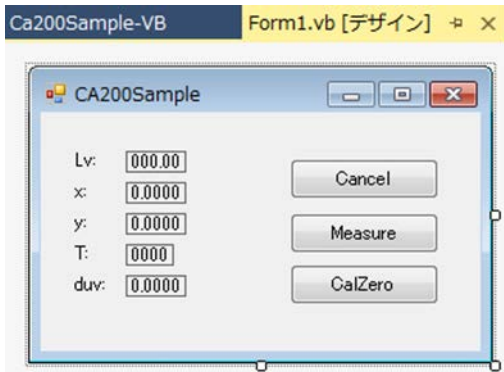 Ca200Sample-VB
Form1.vb [デザイン]
CA200Sample
Lv: 000.00
x: 0.0000
y: 0.0000
T: 0000
duv: 0.0000
Cancel
Measure
CalZero